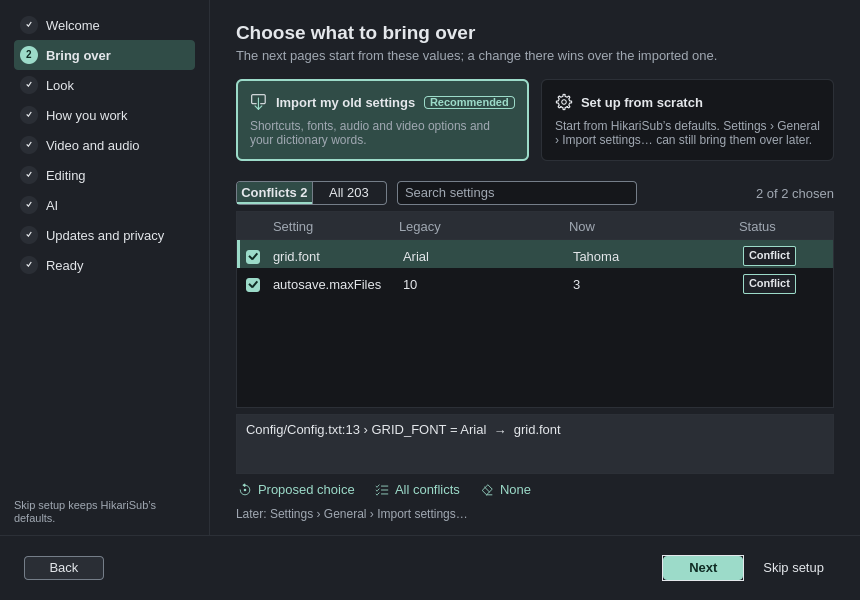 Welcome
2 Bring over
Look
How you work
Video and audio
Editing
AI
Updates and privacy
Ready
Skip setup keeps HikariSub's
defaults.
Choose what to bring over
The next pages start from these values; a change there wins over the imported one.
Import my old settings Recommended
Shortcuts, fonts, audio and video options and
your dictionary words.
Set up from scratch
Start from HikariSub's defaults. Settings › General
› Import settings… can still bring them over later.
Conflicts 2 All 203 Search settings 2 of 2 chosen
Setting Legacy Now Status
grid.font Arial Tahoma Conflict
autosave.maxFiles 10 3 Conflict
Config/Config.txt:13 › GRID_FONT = Arial → grid.font
Proposed choice All conflicts None
Later: Settings › General › Import settings…
Back Next Skip setup